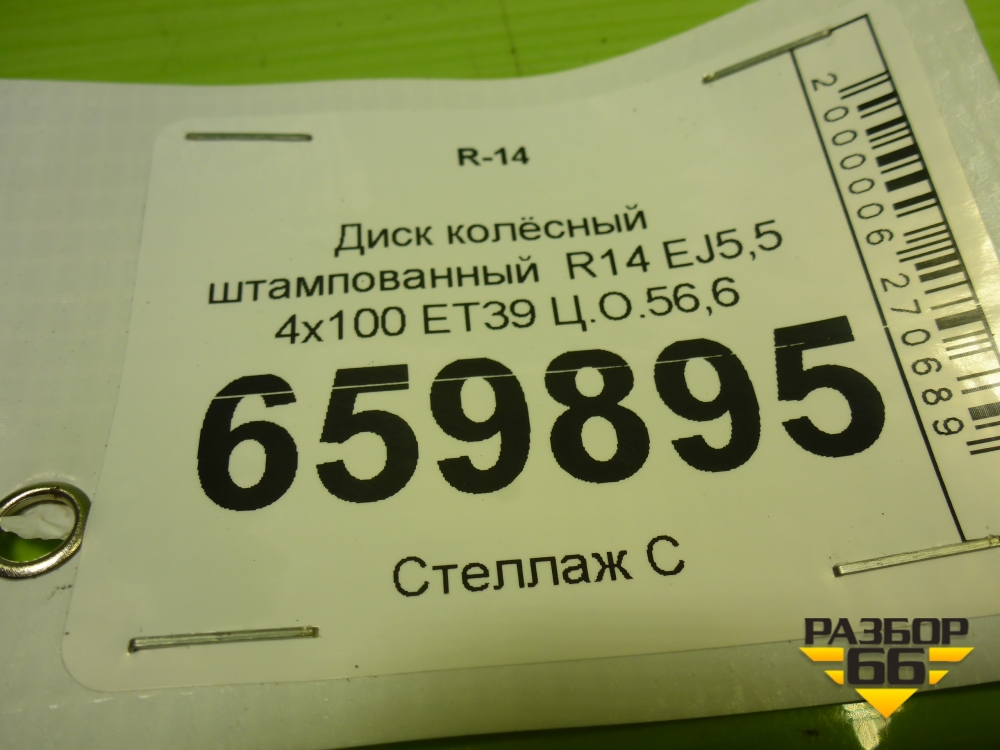 R-14
Диск колёсный
штампованный R14 EJ5,5
4x100 ET39 Ц.О.56,6
659895
Стеллаж С
2000006270689
РАЗБОР
66